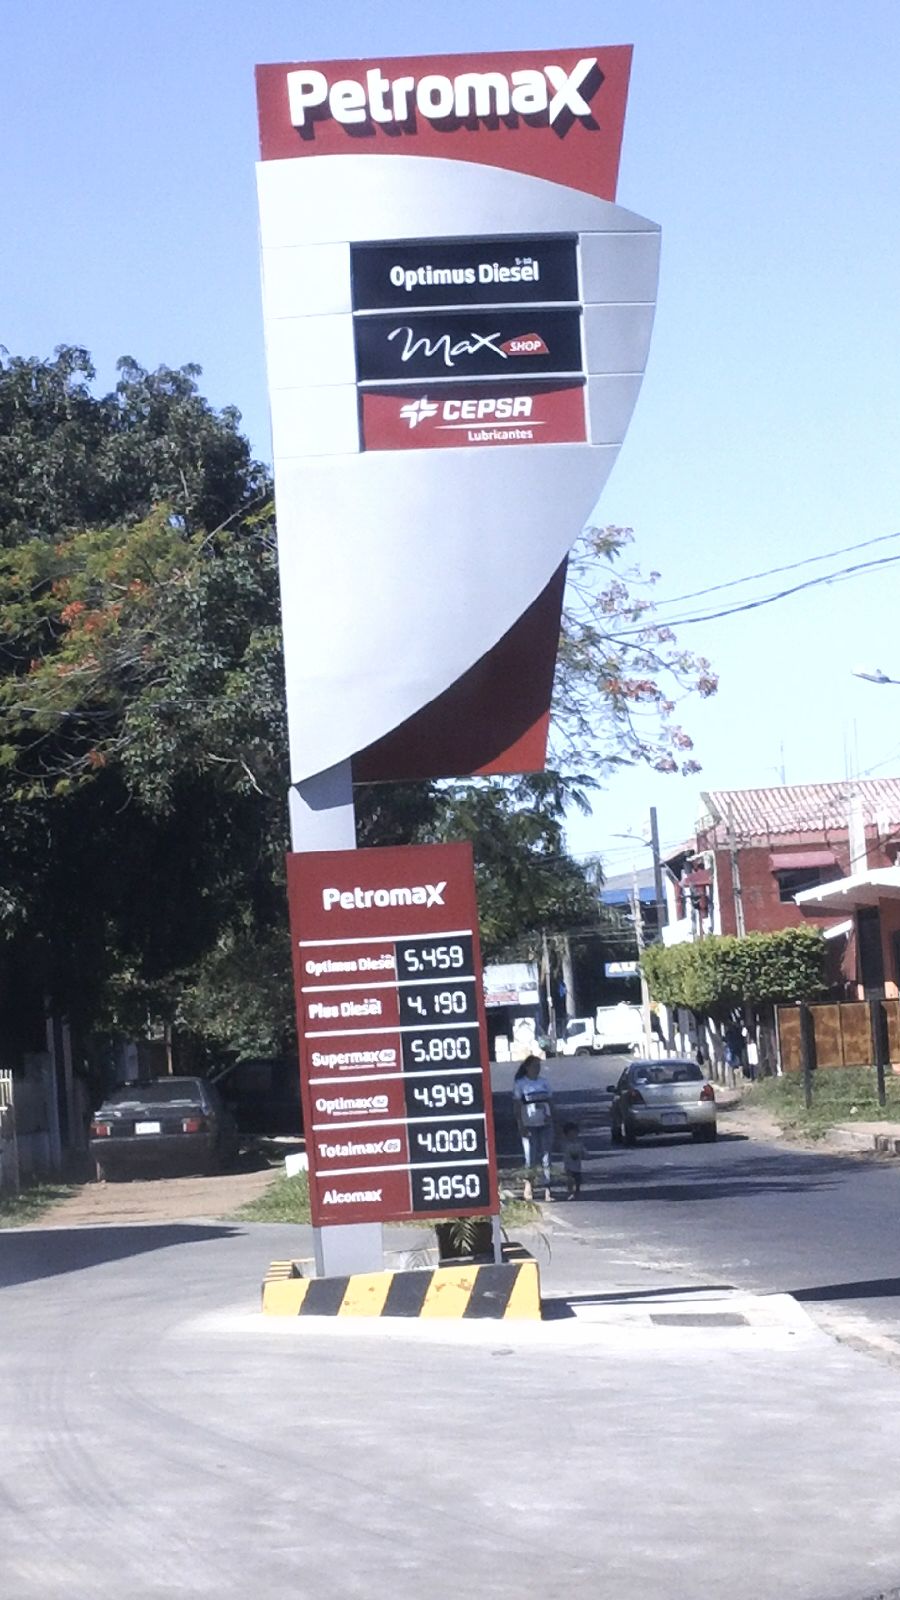 Petromax
Optimus Diesel
Max SHOP
CEPSA
Lubricantes
Petromax
Optimus Diesel 5.459
Plus Diesel 4.190
Supermax 5.800
Optimax 4.949
Totalmax 85 4.000
Alcomax 3.850